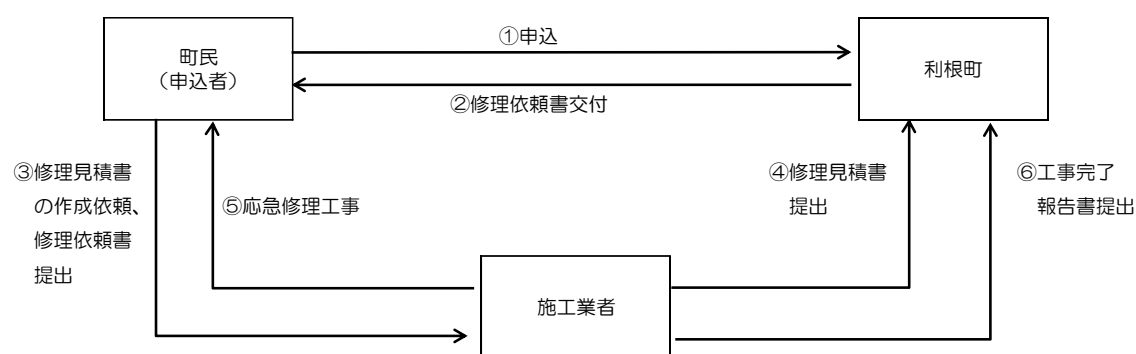 ①申込
町民
（申込者）
利根町
②修理依頼書交付
③修理見積書
の作成依頼、
修理依頼書
提出
⑤応急修理工事
④修理見積書
提出
⑥工事完了
報告書提出
施工業者